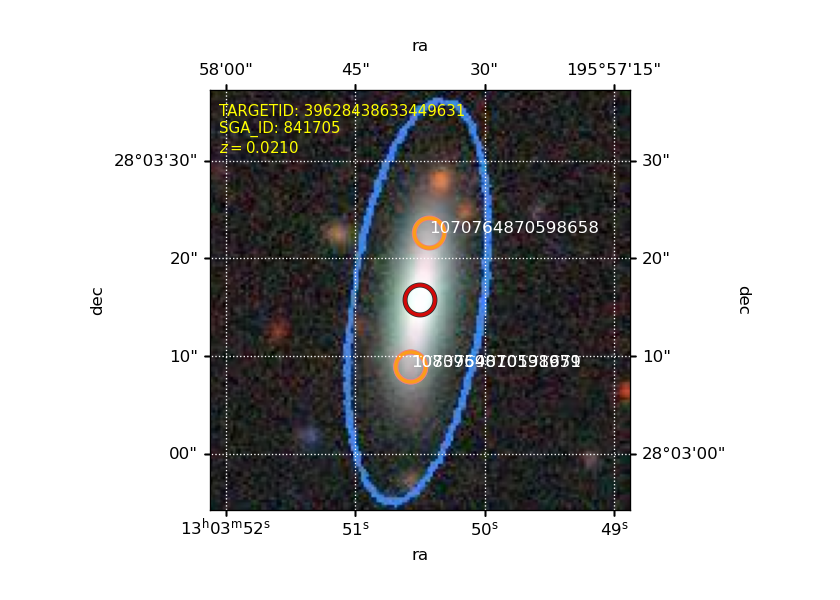 ra
58'00" 45" 30" 195°57'15"
TARGETID: 39628438633449631
SGA_ID: 841705
z = 0.0210
28°03'30" 30"
1070764870598658
20" 20"
dec dec
10" 10"
00" 28°03'00"
13ʰ03ᵐ52ˢ 51ˢ 50ˢ 49ˢ
ra